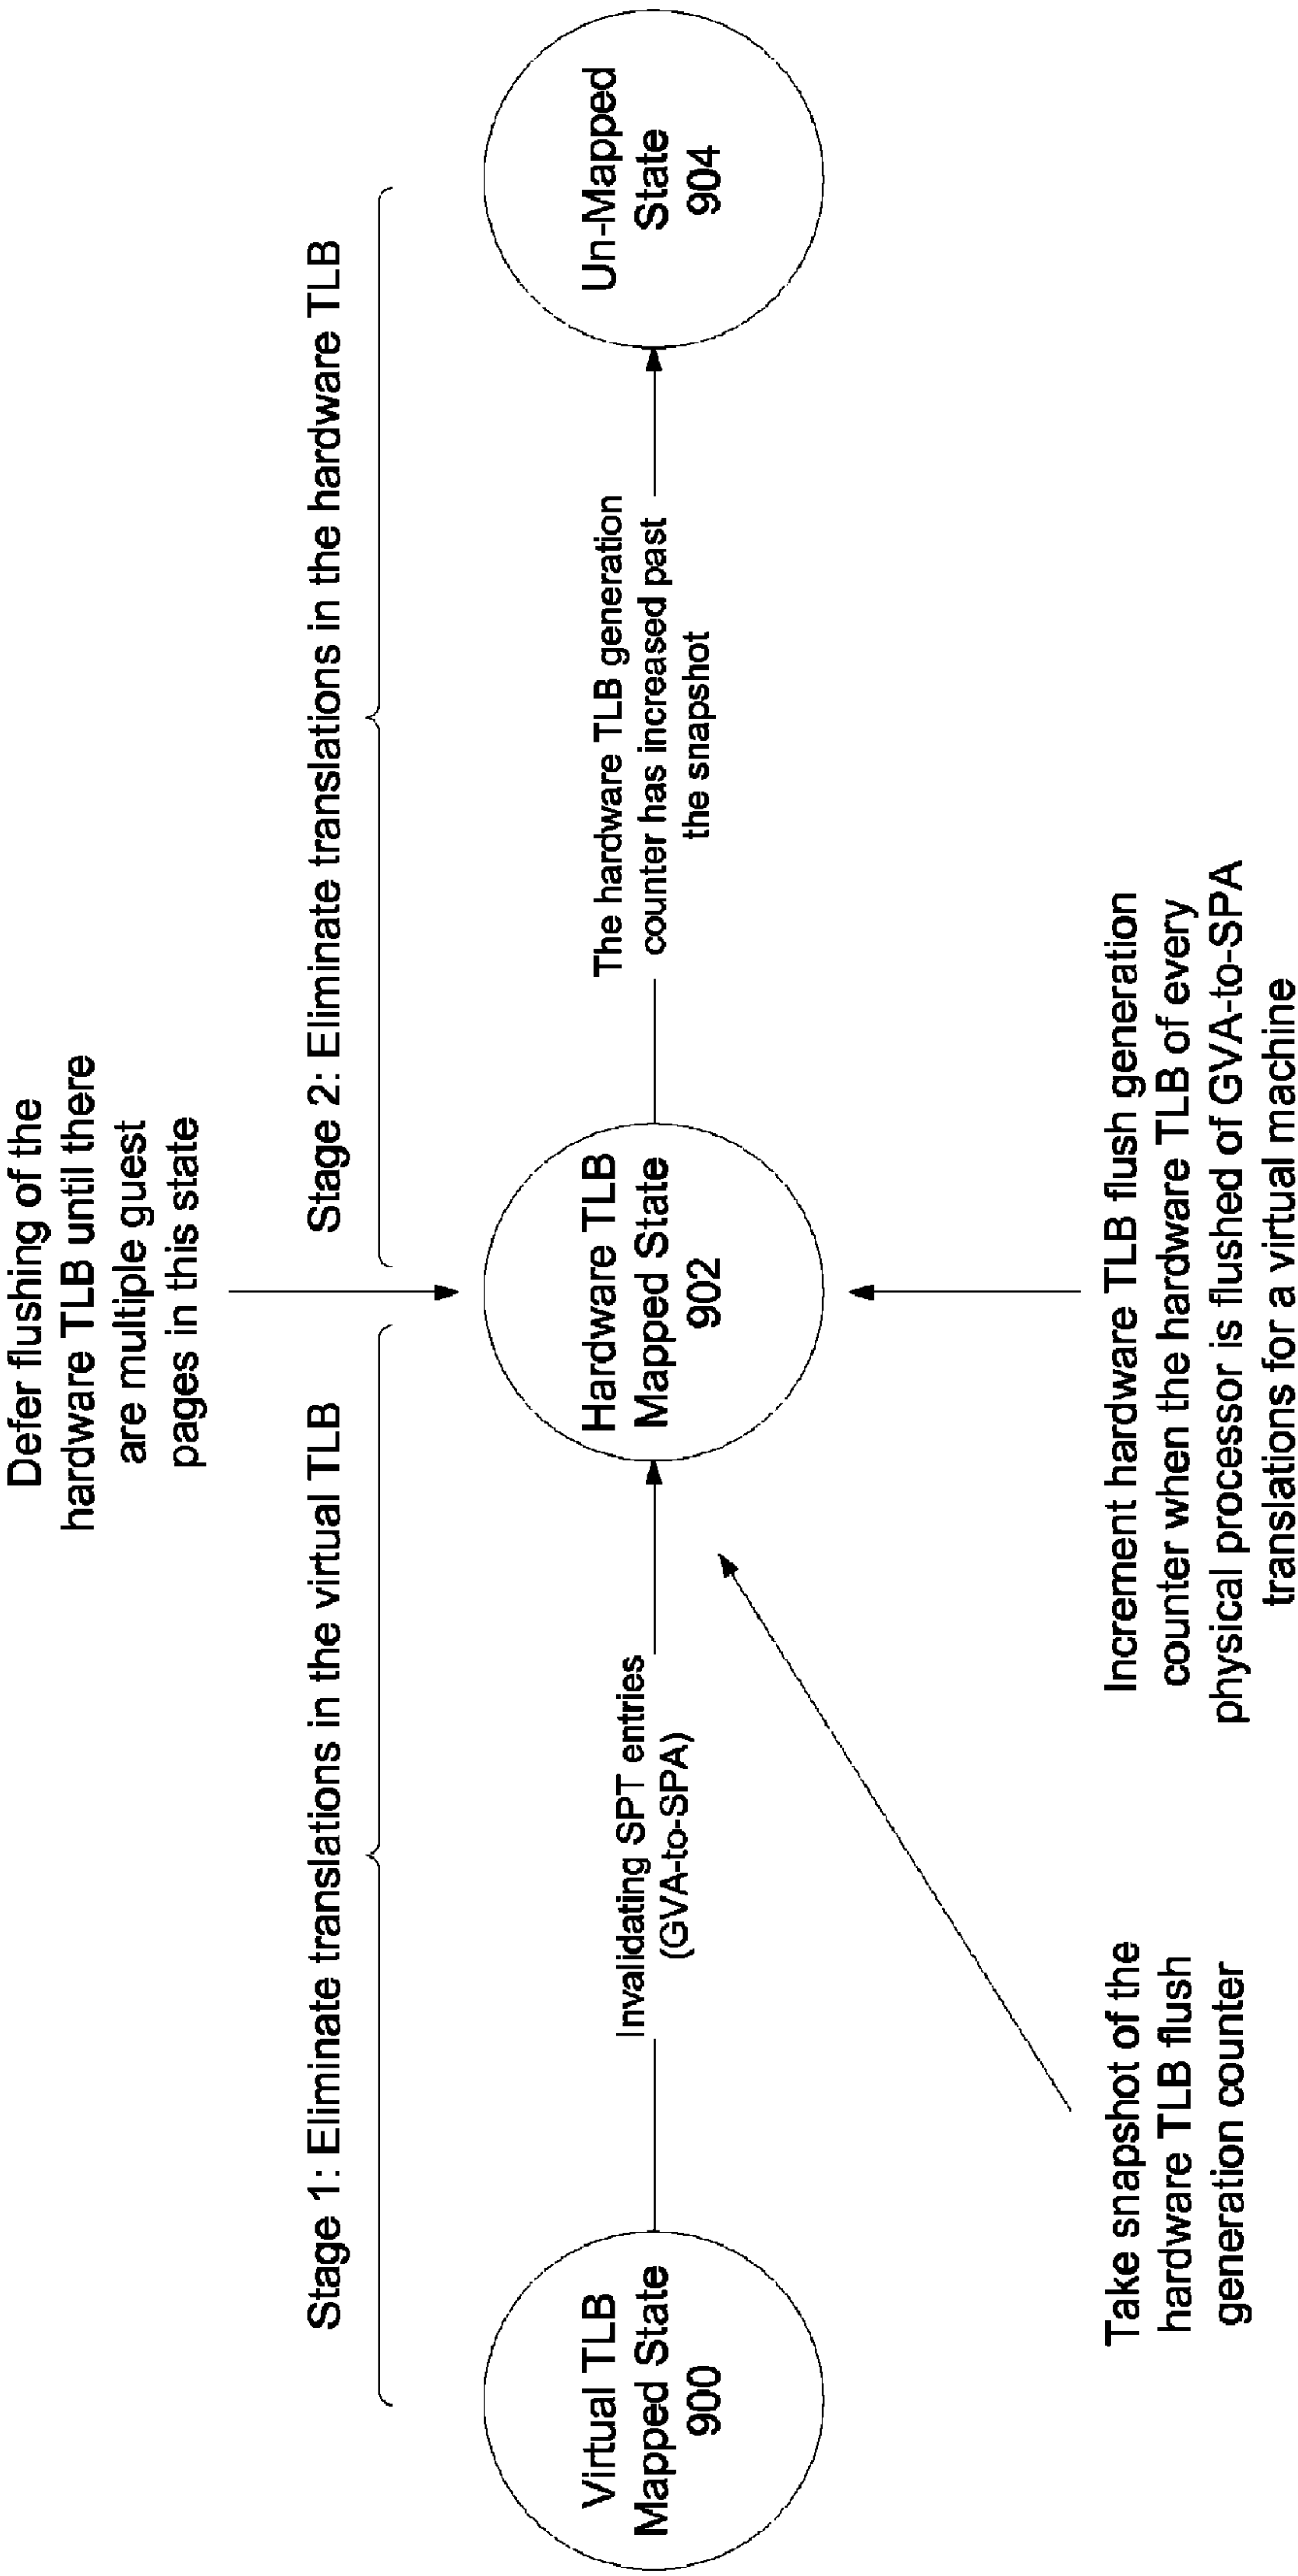 Defer flushing of the
hardware TLB until there
are multiple guest
pages in this state
Stage 1: Eliminate translations in the virtual TLB
Stage 2: Eliminate translations in the hardware TLB
Virtual TLB
Mapped State
900
Invalidating SPT entries
(GVA-to-SPA)
Hardware TLB
Mapped State
902
The hardware TLB generation
counter has increased past
the snapshot
Un-Mapped
State
904
Take snapshot of the
hardware TLB flush
generation counter
Increment hardware TLB flush generation
counter when the hardware TLB of every
physical processor is flushed of GVA-to-SPA
translations for a virtual machine